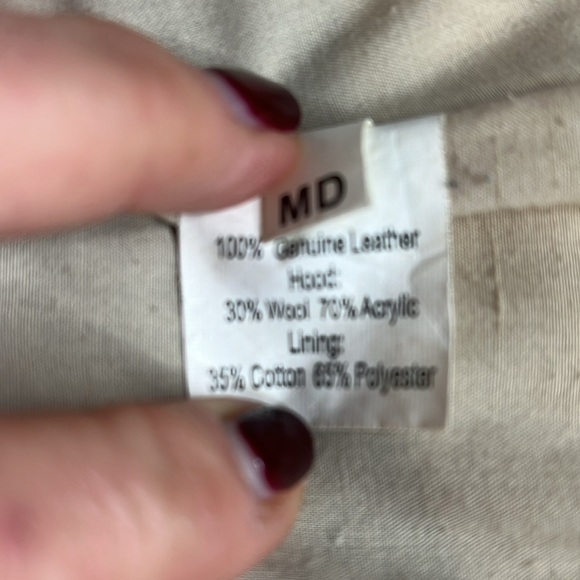 MD
100% Genuine Leather
Hood:
30% Wool 70% Acrylic
Lining:
35% Cotton 65% Polyester